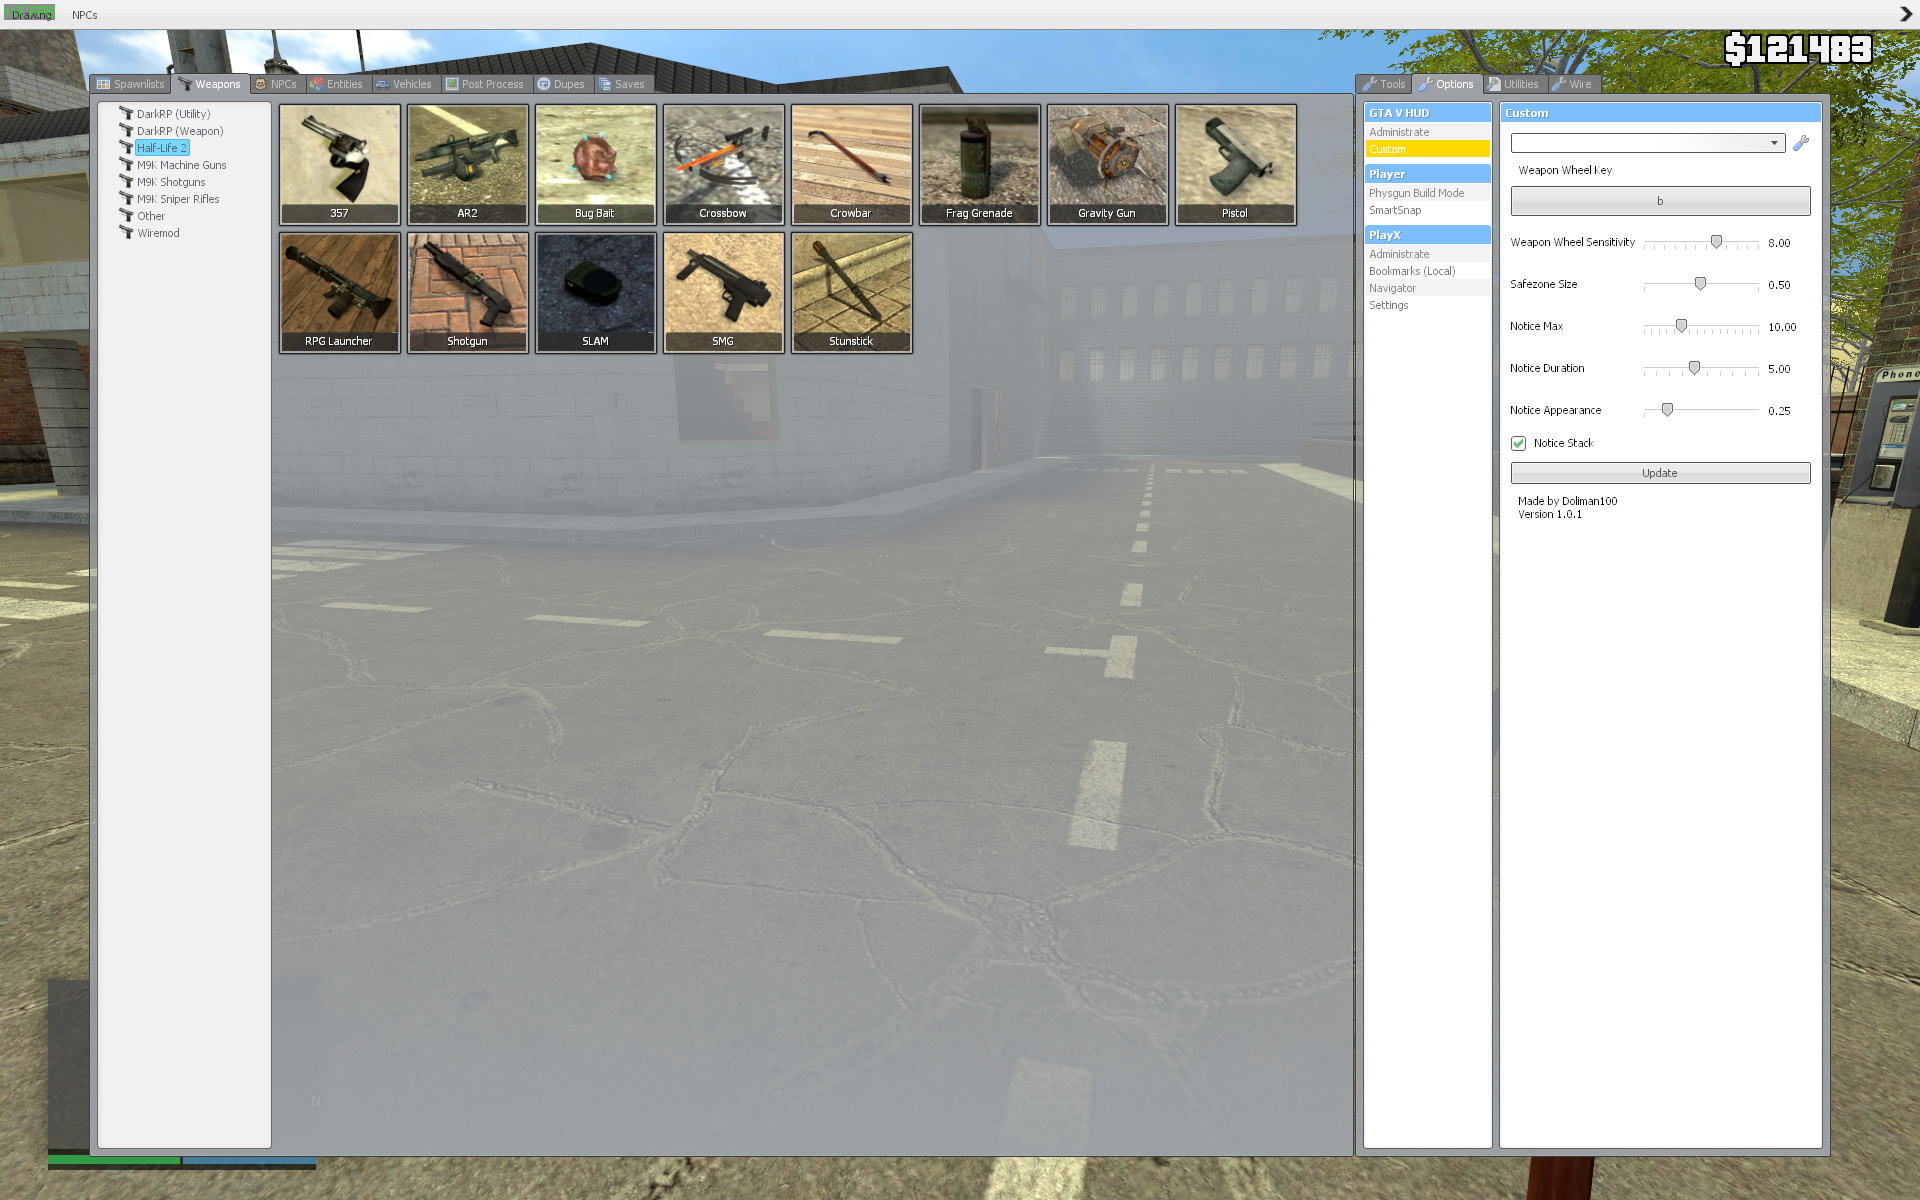 Drawing NPCs
$121483
Spawnlists Weapons NPCs Entities Vehicles Post Process Dupes Saves
Tools Options Utilities Wire
DarkRP (Utility)
DarkRP (Weapon)
Half-Life 2
M9K Machine Guns
M9K Shotguns
M9K Sniper Rifles
Other
Wiremod
357 AR2 Bug Bait Crossbow Crowbar Frag Grenade Gravity Gun Pistol
RPG Launcher Shotgun SLAM SMG Stunstick
GTA V HUD
Administrate
Custom
Player
Physgun Build Mode
SmartSnap
PlayX
Administrate
Bookmarks (Local)
Navigator
Settings
Custom
Weapon Wheel Key
b
Weapon Wheel Sensitivity 8.00
Safezone Size 0.50
Notice Max 10.00
Notice Duration 5.00
Notice Appearance 0.25
Notice Stack
Update
Made by Doliman100
Version 1.0.1
Phone
N